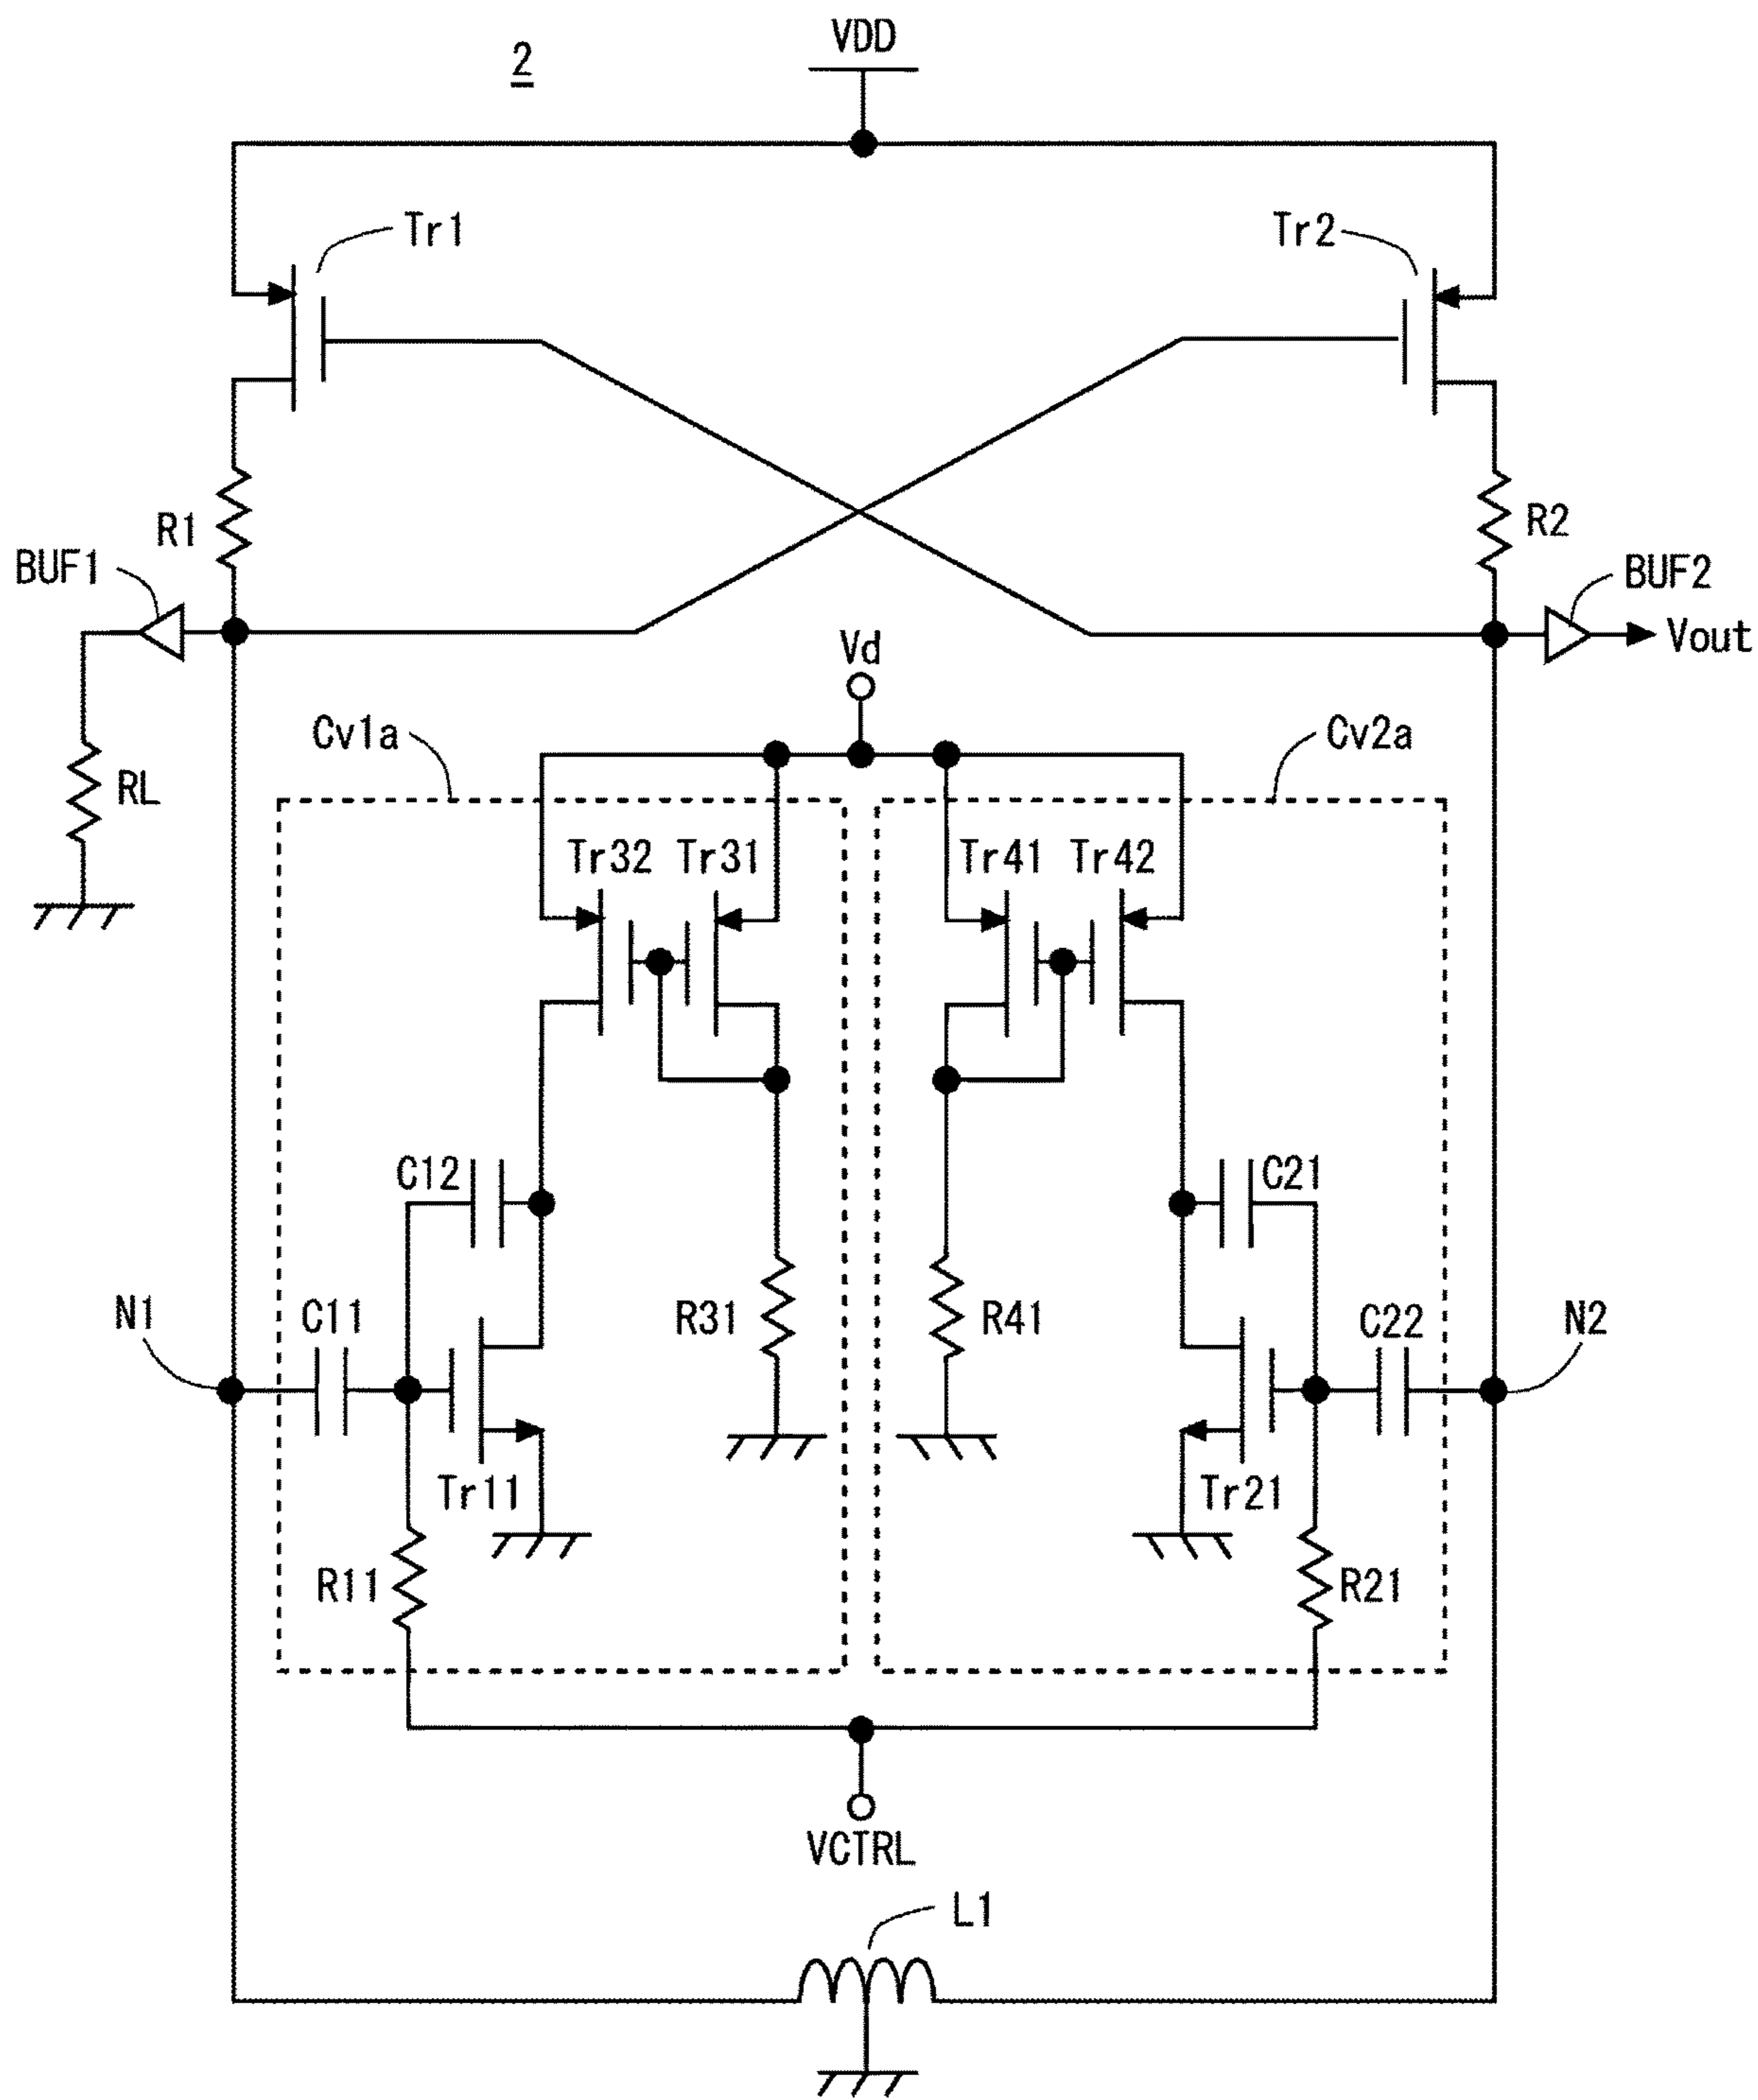 2
VDD
Tr1
Tr2
R1
R2
BUF1
BUF2
Vout
Vd
Cv1a
Cv2a
RL
Tr32
Tr31
Tr41
Tr42
C12
C21
N1
C11
R31
R41
C22
N2
Tr11
Tr21
R11
R21
VCTRL
L1